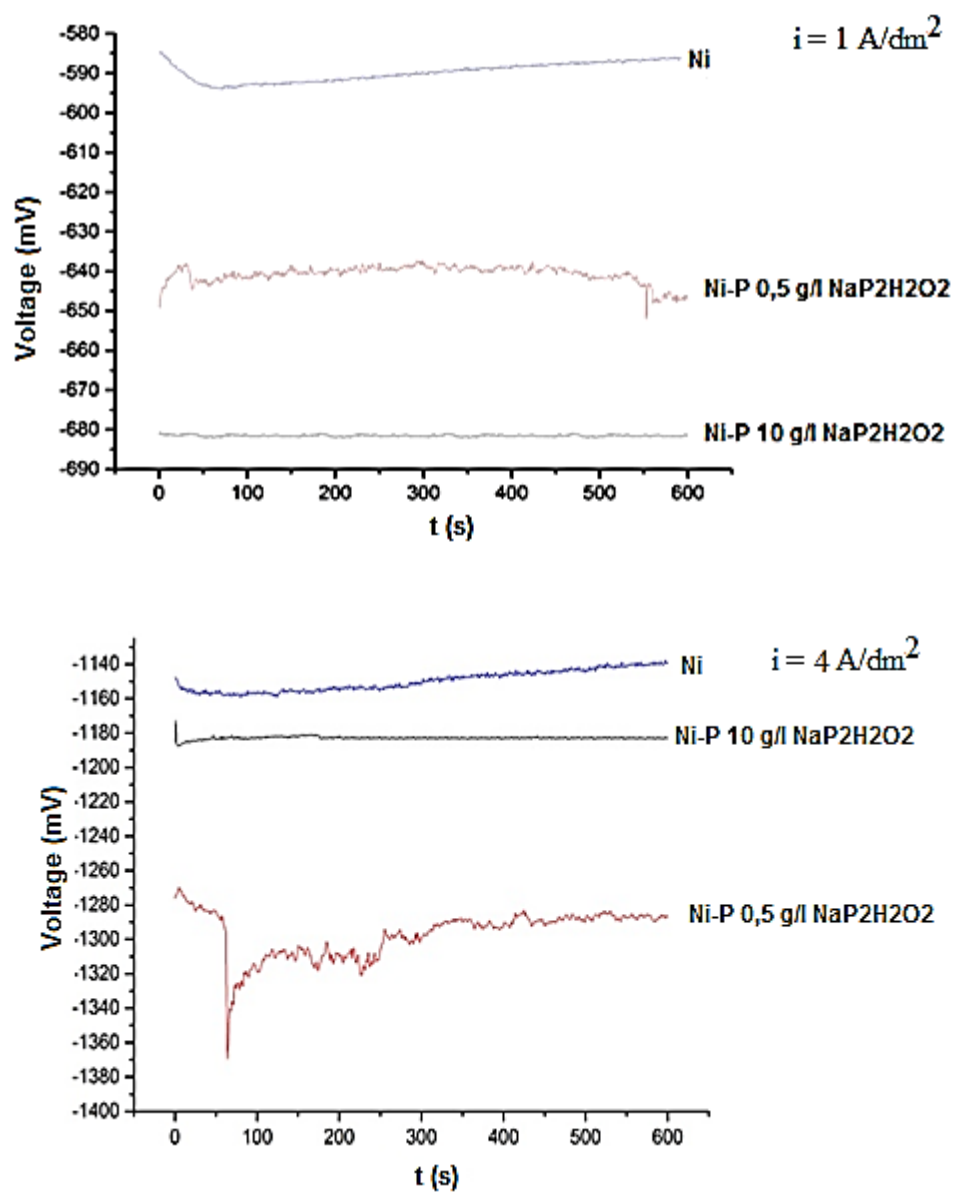 i = 1 A/dm²
-580
-590
-600
-610
-620
-630
-640
-650
-660
-670
-680
-690
Voltage (mV)
Ni
Ni-P 0,5 g/l NaP2H2O2
Ni-P 10 g/l NaP2H2O2
0 100 200 300 400 500 600
t (s)
i = 4 A/dm²
-1140
-1160
-1180
-1200
-1220
-1240
-1260
-1280
-1300
-1320
-1340
-1360
-1380
-1400
Voltage (mV)
Ni
Ni-P 10 g/l NaP2H2O2
Ni-P 0,5 g/l NaP2H2O2
0 100 200 300 400 500 600
t (s)